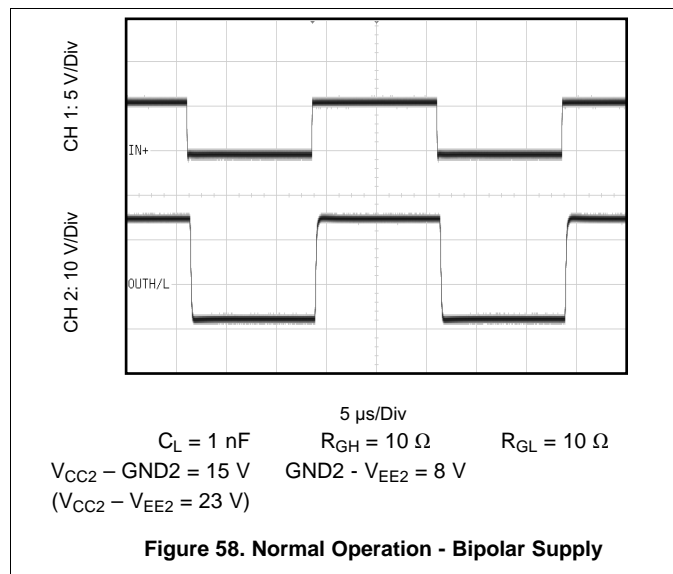 CH 1: 5 V/Div
IN+
CH 2: 10 V/Div
OUTH/L
5 µs/Div
C_L = 1 nF R_GH = 10 Ω R_GL = 10 Ω
V_CC2 – GND2 = 15 V GND2 - V_EE2 = 8 V
(V_CC2 – V_EE2 = 23 V)
Figure 58. Normal Operation - Bipolar Supply